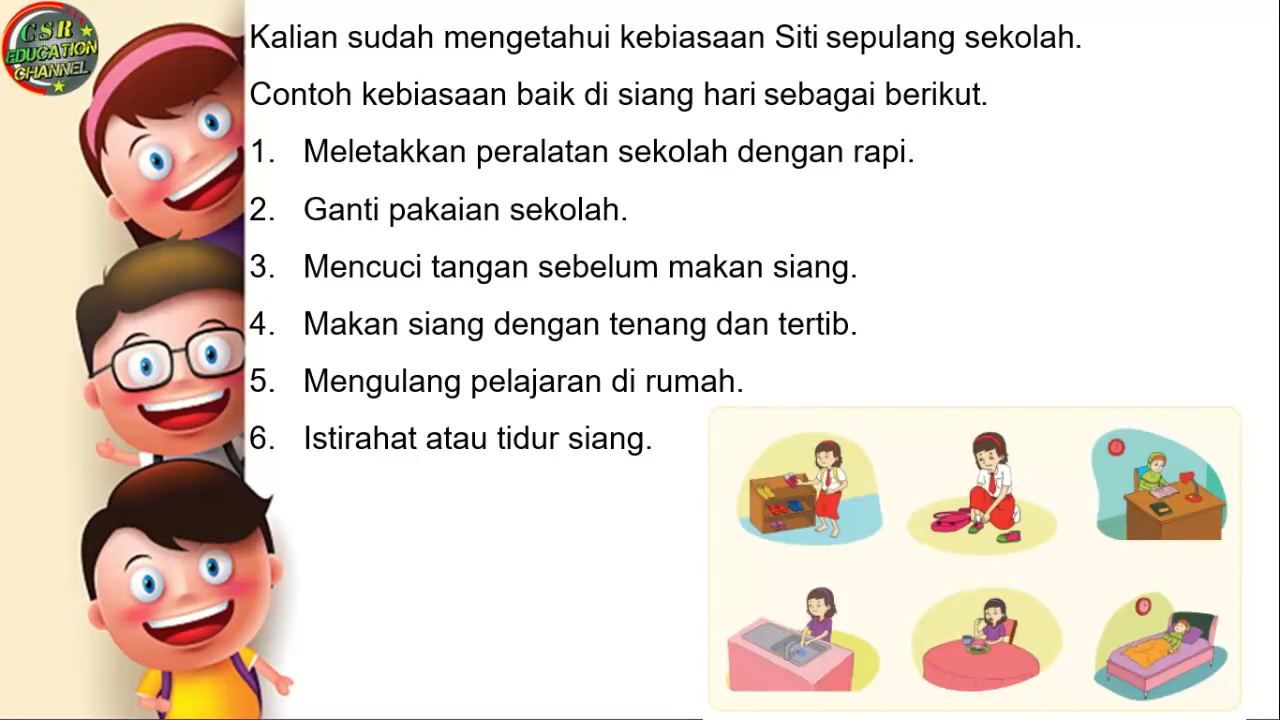 CSR
EDUCATION
CHANNEL
Kalian sudah mengetahui kebiasaan Siti sepulang sekolah.
Contoh kebiasaan baik di siang hari sebagai berikut.
1. Meletakkan peralatan sekolah dengan rapi.
2. Ganti pakaian sekolah.
3. Mencuci tangan sebelum makan siang.
4. Makan siang dengan tenang dan tertib.
5. Mengulang pelajaran di rumah.
6. Istirahat atau tidur siang.